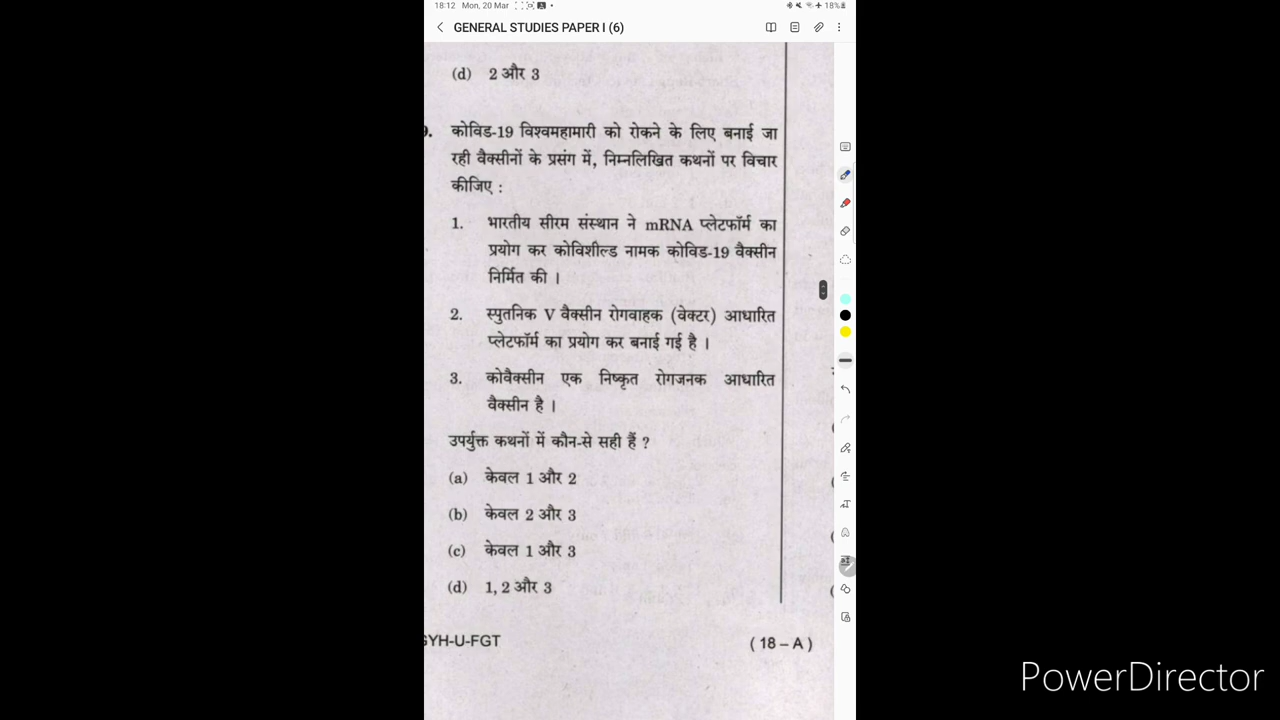 18:12 Mon, 20 Mar
18%
GENERAL STUDIES PAPER I (6)
(d) 2 और 3
9. कोविड-19 विश्वमहामारी को रोकने के लिए बनाई जा
रही वैक्सीनों के प्रसंग में, निम्नलिखित कथनों पर विचार
कीजिए :
1. भारतीय सीरम संस्थान ने mRNA प्लेटफॉर्म का
प्रयोग कर कोविशील्ड नामक कोविड-19 वैक्सीन
निर्मित की ।
2. स्पुतनिक V वैक्सीन रोगवाहक (वेक्टर) आधारित
प्लेटफॉर्म का प्रयोग कर बनाई गई है ।
3. कोवैक्सीन एक निष्कृत रोगजनक आधारित
वैक्सीन है ।
उपर्युक्त कथनों में कौन-से सही हैं ?
(a) केवल 1 और 2
(b) केवल 2 और 3
(c) केवल 1 और 3
(d) 1, 2 और 3
GYH-U-FGT
( 18 – A )
PowerDirector